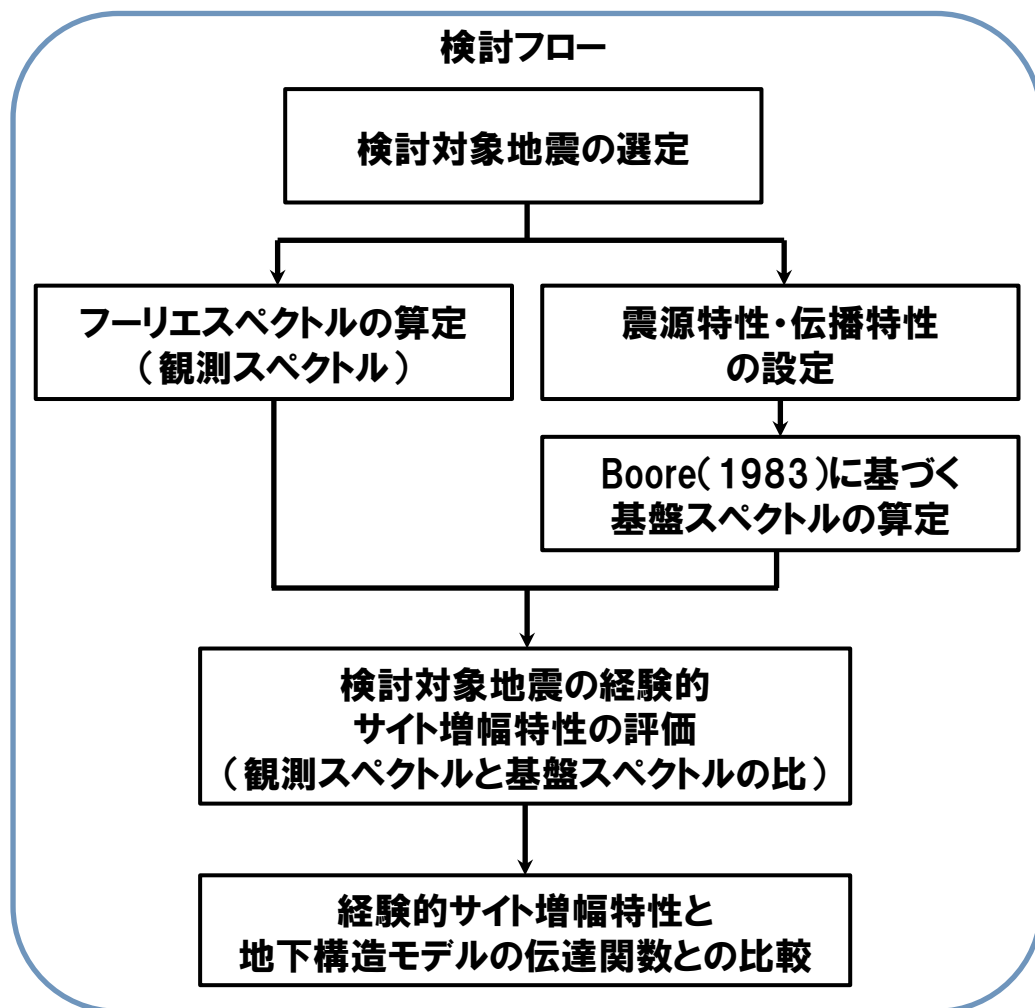 検討フロー
検討対象地震の選定
フーリエスペクトルの算定
（観測スペクトル）
震源特性・伝播特性
の設定
Boore(1983)に基づく
基盤スペクトルの算定
検討対象地震の経験的
サイト増幅特性の評価
（観測スペクトルと基盤スペクトルの比）
経験的サイト増幅特性と
地下構造モデルの伝達関数との比較